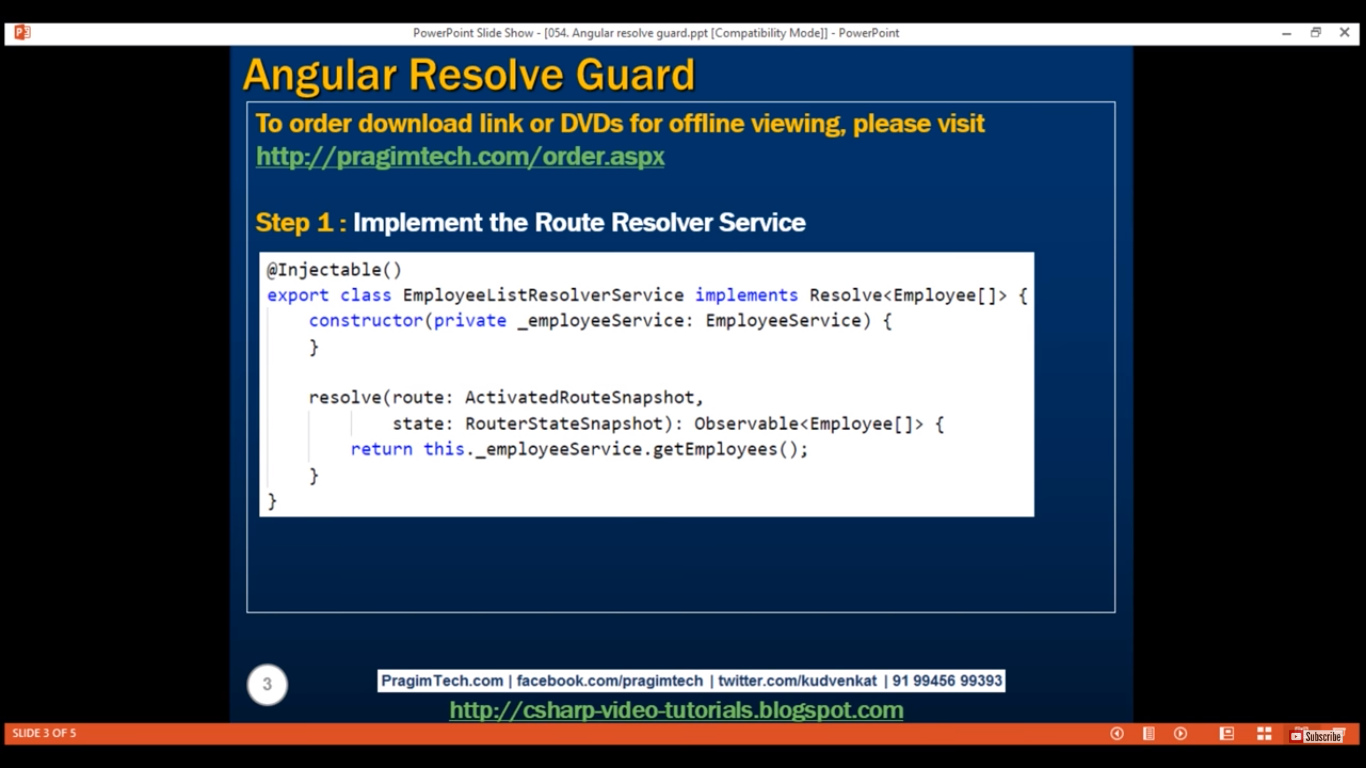 PowerPoint Slide Show - [054. Angular resolve guard.ppt [Compatibility Mode]] - PowerPoint
Angular Resolve Guard
To order download link or DVDs for offline viewing, please visit
http://pragimtech.com/order.aspx
Step 1 : Implement the Route Resolver Service
@Injectable()
export class EmployeeListResolverService implements Resolve<Employee[]> {
    constructor(private _employeeService: EmployeeService) {
    }
    resolve(route: ActivatedRouteSnapshot,
            state: RouterStateSnapshot): Observable<Employee[]> {
        return this._employeeService.getEmployees();
    }
}
3
PragimTech.com | facebook.com/pragimtech | twitter.com/kudvenkat | 91 99456 99393
http://csharp-video-tutorials.blogspot.com
SLIDE 3 OF 5
Subscribe